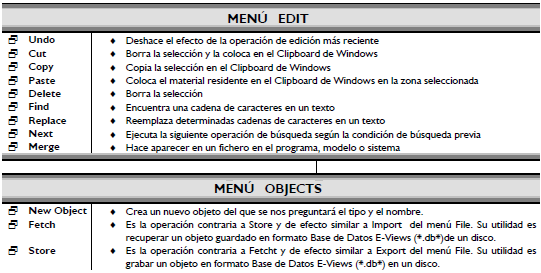 MENÚ EDIT
Undo ♦ Deshace el efecto de la operación de edición más reciente
Cut ♦ Borra la selección y la coloca en el Clipboard de Windows
Copy ♦ Copia la selección en el Clipboard de Windows
Paste ♦ Coloca el material residente en el Clipboard de Windows en la zona seleccionada
Delete ♦ Borra la selección
Find ♦ Encuentra una cadena de caracteres en un texto
Replace ♦ Reemplaza determinadas cadenas de caracteres en un texto
Next ♦ Ejecuta la siguiente operación de búsqueda según la condición de búsqueda previa
Merge ♦ Hace aparecer en un fichero en el programa, modelo o sistema
MENÚ OBJECTS
New Object ♦ Crea un nuevo objeto del que se nos preguntará el tipo y el nombre.
Fetch ♦ Es la operación contraria a Store y de efecto similar a Import del menú File. Su utilidad es
recuperar un objeto guardado en formato Base de Datos E-Views (*.db*)de un disco.
Store ♦ Es la operación contraria a Fetcht y de efecto similar a Export del menú File. Su utilidad es
grabar un objeto en formato Base de Datos E-Views (*.db*) en un disco.